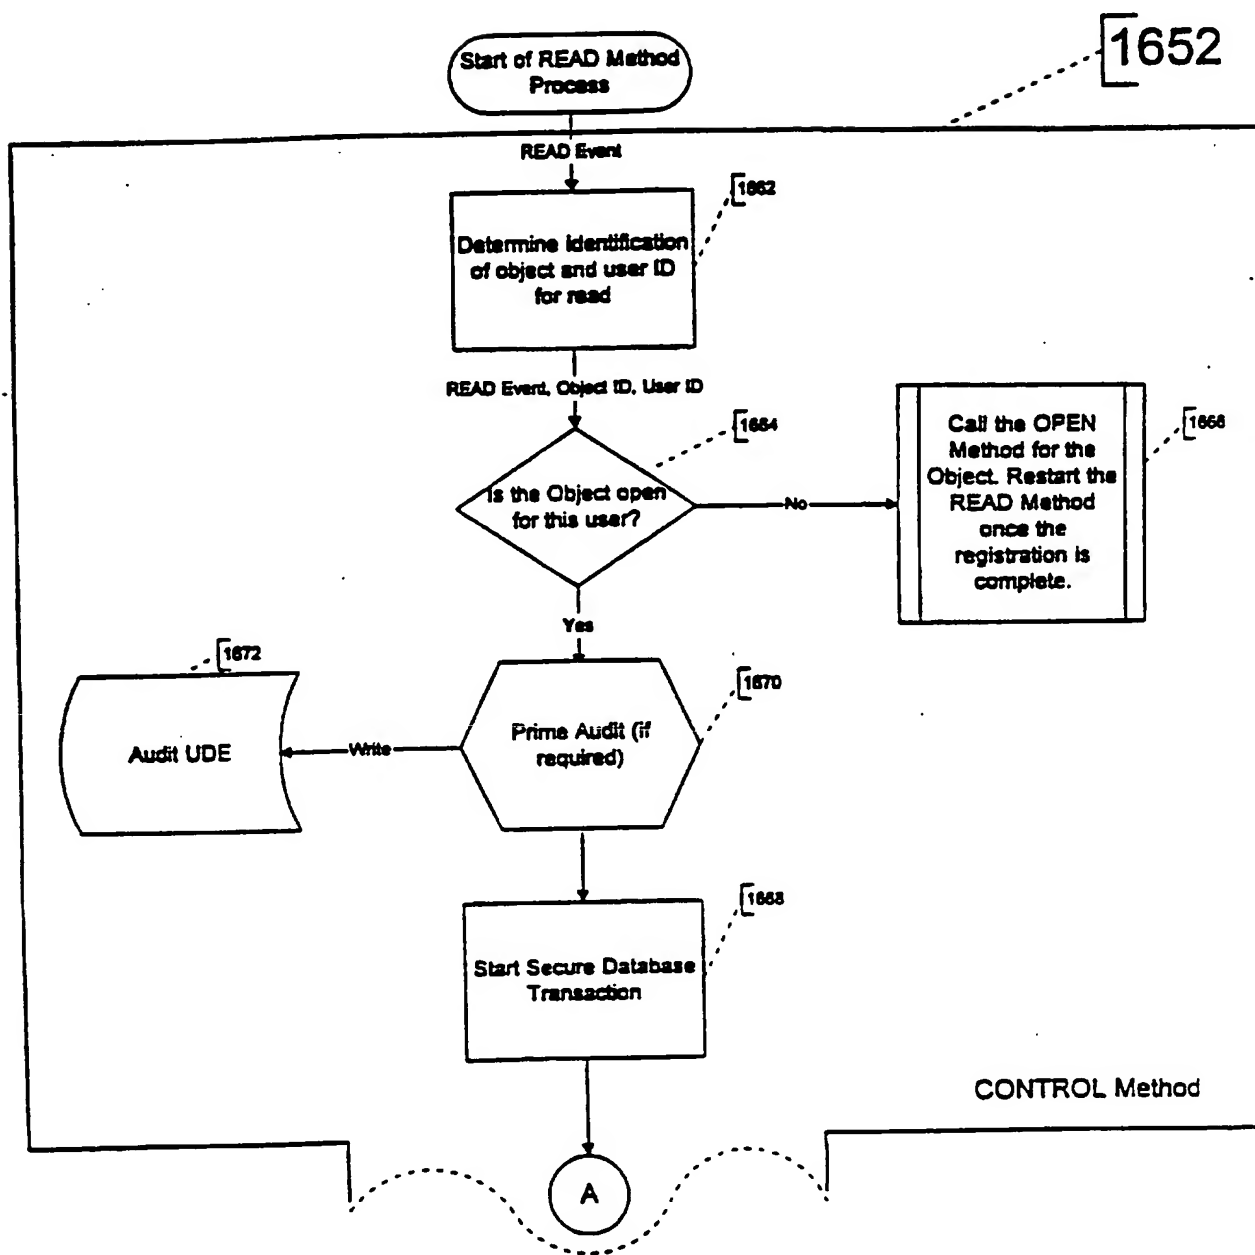 1652
Start of READ Method
Process
READ Event
1662
Determine identification
of object and user ID
for read
READ Event, Object ID, User ID
1664
Is the Object open
for this user?
No
Call the OPEN
Method for the
Object. Restart the
READ Method
once the
registration is
complete.
1666
Yes
1672
Audit UDE
Write
Prime Audit (if
required)
1670
1668
Start Secure Database
Transaction
CONTROL Method
A